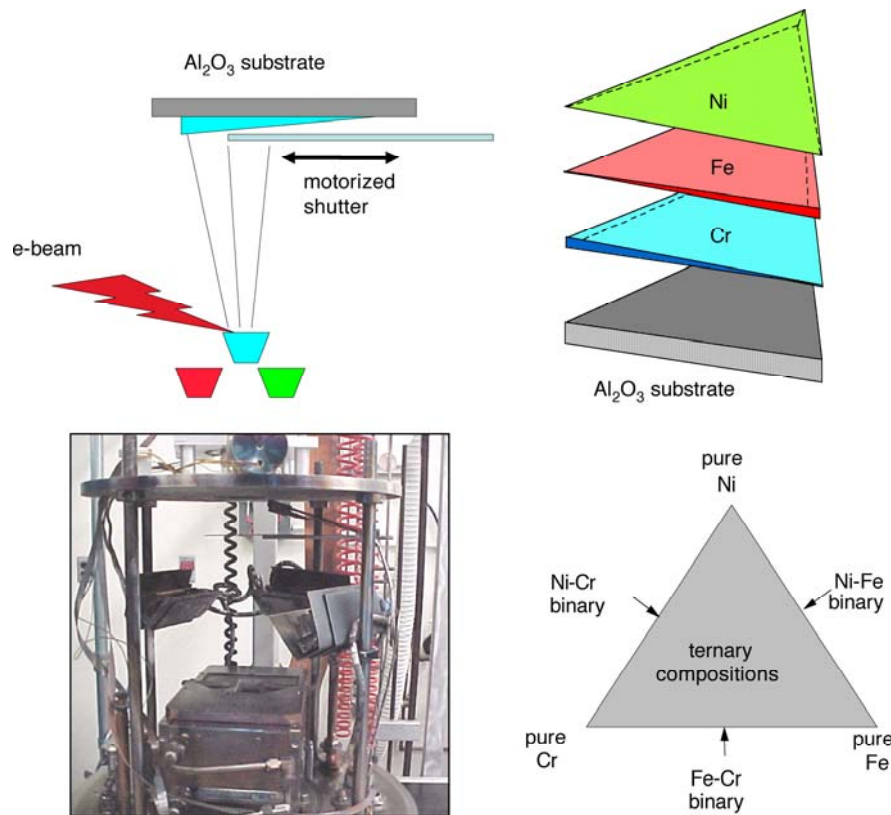 Al₂O₃ substrate
motorized
shutter
e-beam
Ni
Fe
Cr
Al₂O₃ substrate
pure
Ni
Ni-Cr
binary
Ni-Fe
binary
ternary
compositions
pure
Cr
pure
Fe
Fe-Cr
binary